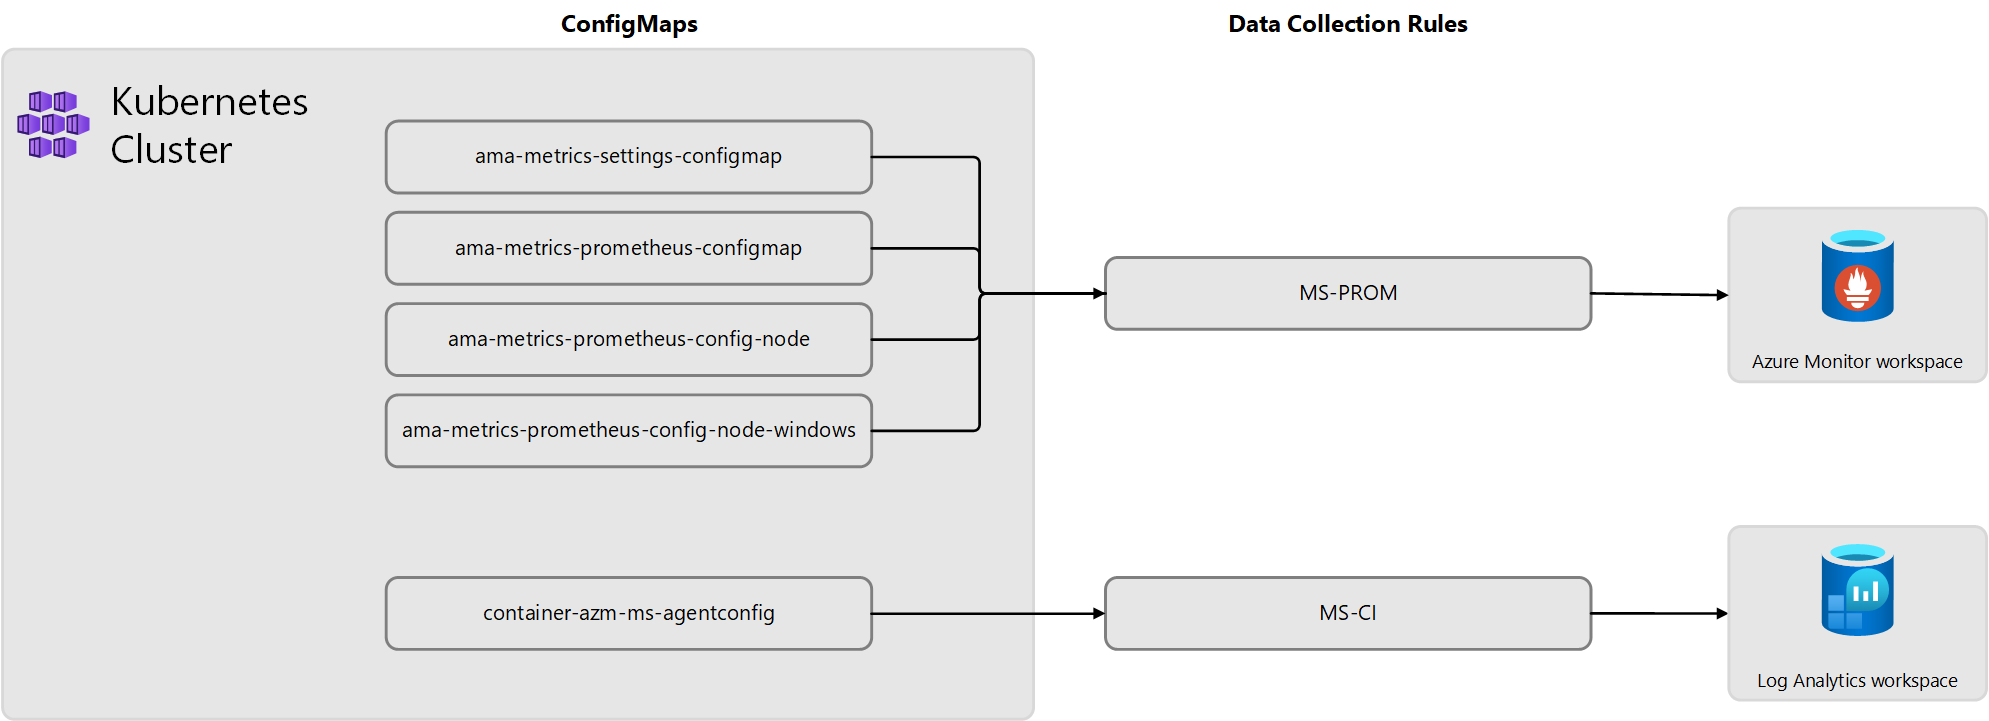 ConfigMaps
Data Collection Rules
Kubernetes
Cluster
ama-metrics-settings-configmap
ama-metrics-prometheus-configmap
ama-metrics-prometheus-config-node
ama-metrics-prometheus-config-node-windows
MS-PROM
Azure Monitor workspace
container-azm-ms-agentconfig
MS-CI
Log Analytics workspace